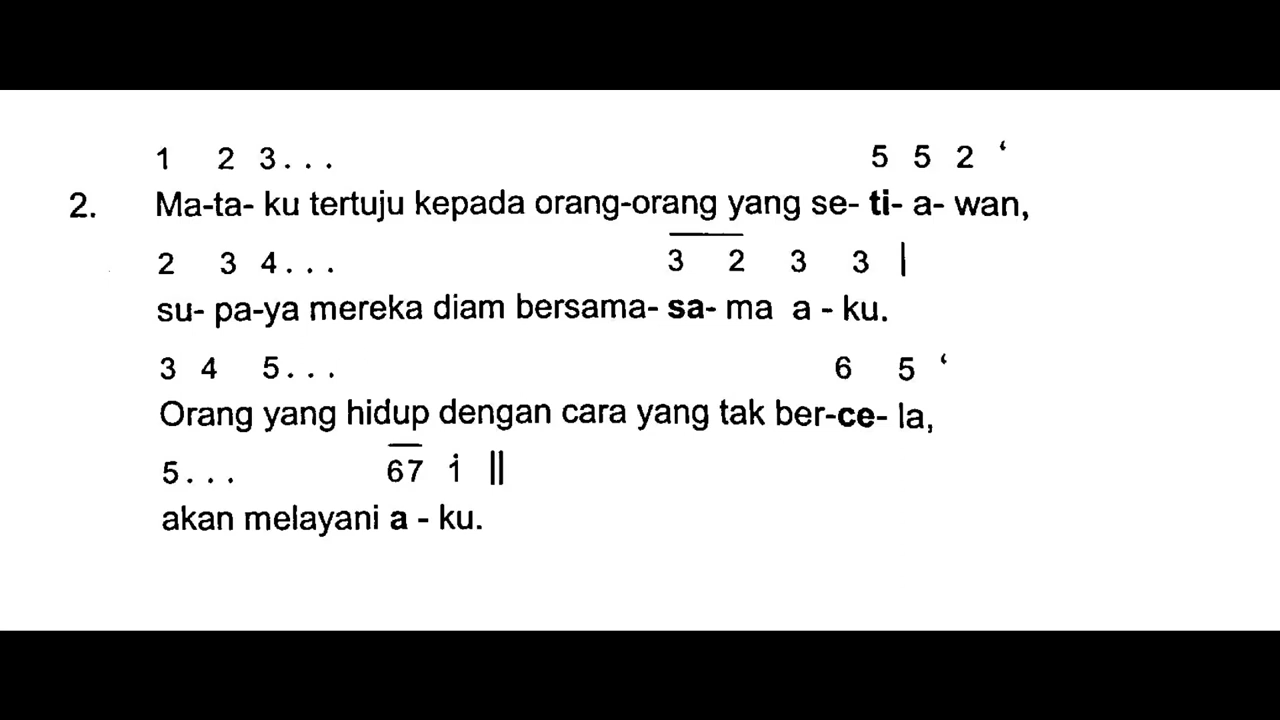 1 2 3... 5 5 2 ‘
2. Ma-ta- ku tertuju kepada orang-orang yang se- ti- a- wan,
2 3 4... 3 2 3 3 |
su- pa-ya mereka diam bersama- sa- ma a - ku.
3 4 5... 6 5 ‘
Orang yang hidup dengan cara yang tak ber-ce- la,
5... 67 i ||
akan melayani a - ku.